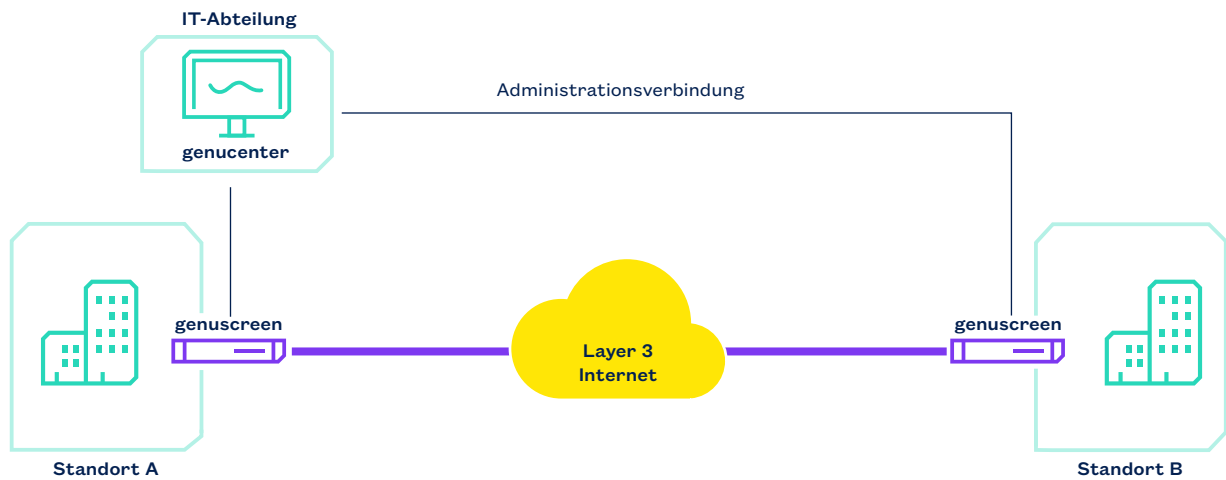 IT-Abteilung
genucenter
Administrationsverbindung
genuscreen
genuscreen
Layer 3
Internet
Standort A
Standort B